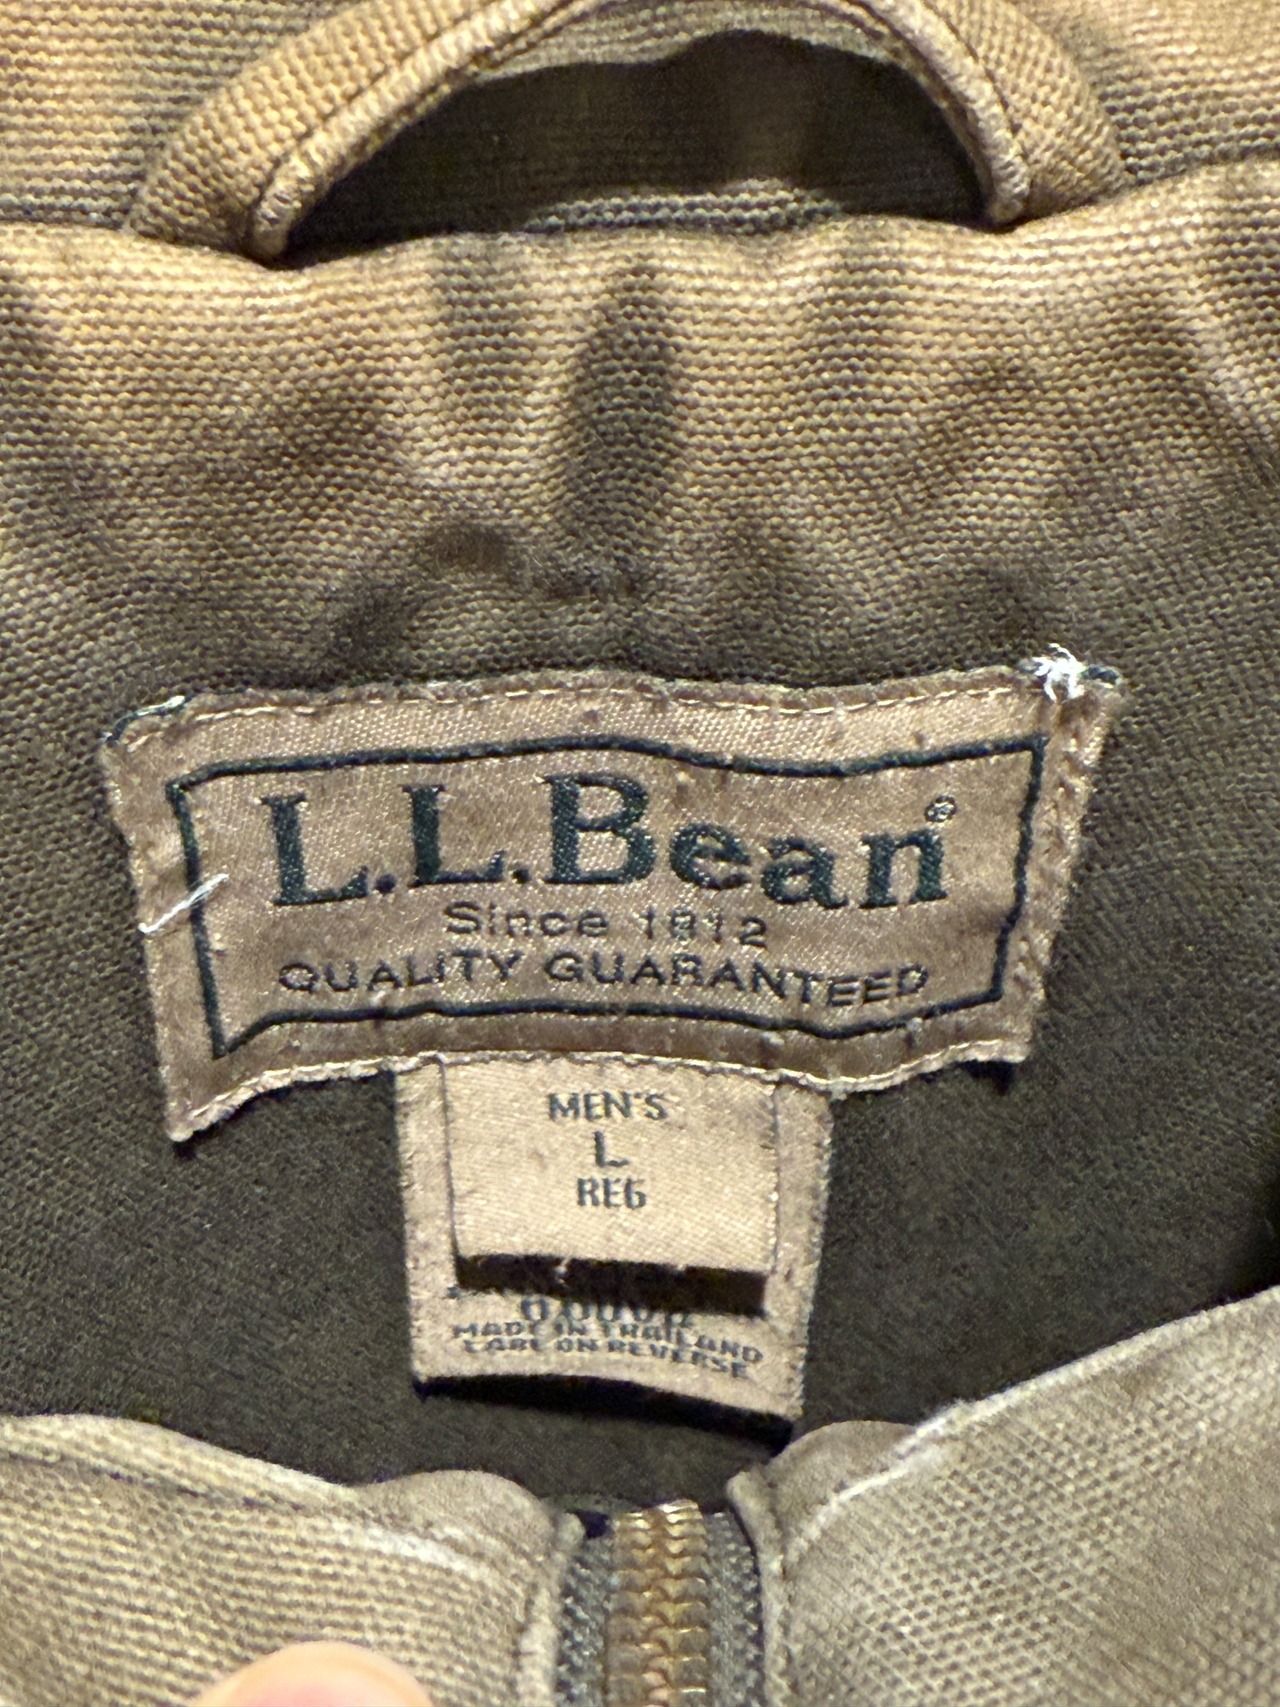 L.L.Bean®
Since 1912
QUALITY GUARANTEED
MEN'S
L
REG
MADE IN THAILAND
CARE ON REVERSE